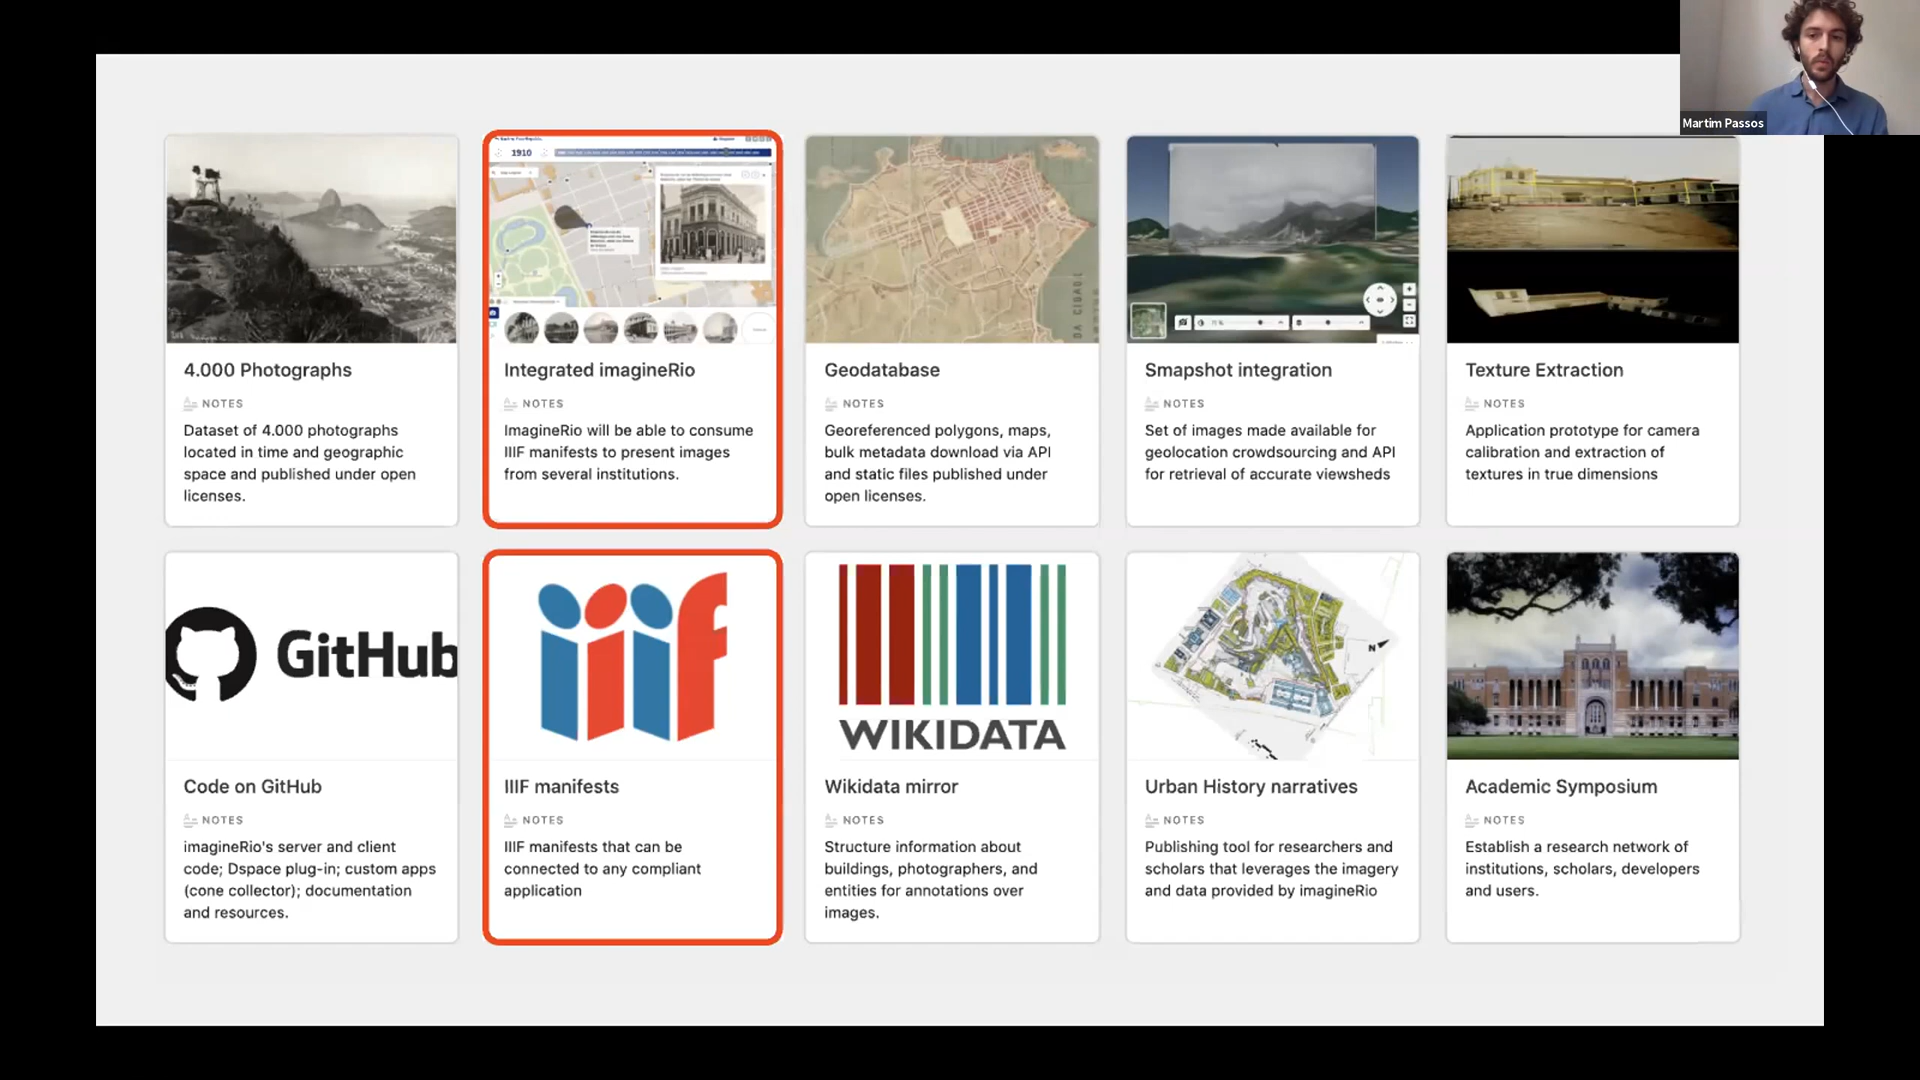 Martim Passos
1910
DA CIDADE
4.000 Photographs
NOTES
Dataset of 4.000 photographs
located in time and geographic
space and published under open
licenses.
Integrated imagineRio
NOTES
ImagineRio will be able to consume
IIIF manifests to present images
from several institutions.
Geodatabase
NOTES
Georeferenced polygons, maps,
bulk metadata download via API
and static files published under
open licenses.
Smapshot integration
NOTES
Set of images made available for
geolocation crowdsourcing and API
for retrieval of accurate viewsheds
Texture Extraction
NOTES
Application prototype for camera
calibration and extraction of
textures in true dimensions
GitHub
Code on GitHub
NOTES
imagineRio's server and client
code; Dspace plug-in; custom apps
(cone collector); documentation
and resources.
iiif
IIIF manifests
NOTES
IIIF manifests that can be
connected to any compliant
application
WIKIDATA
Wikidata mirror
NOTES
Structure information about
buildings, photographers, and
entities for annotations over
images.
N
Urban History narratives
NOTES
Publishing tool for researchers and
scholars that leverages the imagery
and data provided by imagineRio
Academic Symposium
NOTES
Establish a research network of
institutions, scholars, developers
and users.